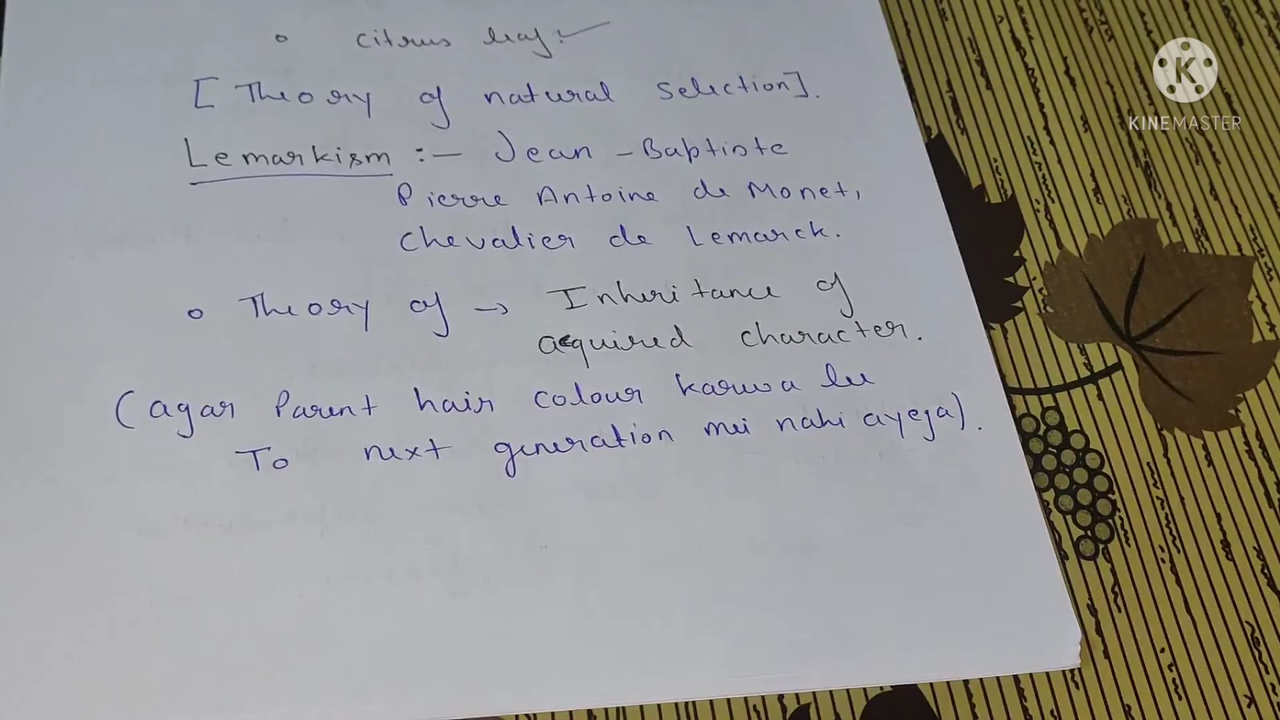 citrus leaf.
[Theory of natural selection].
Lemarkism :– Jean – Baptiste
Pierre Antoine de Monet,
Chevalier de Lemarck.
Theory of → Inheritance of
acquired character.
(agar Parent hair colour karwa le
To next generation mei nahi ayega).
K
KINEMASTER